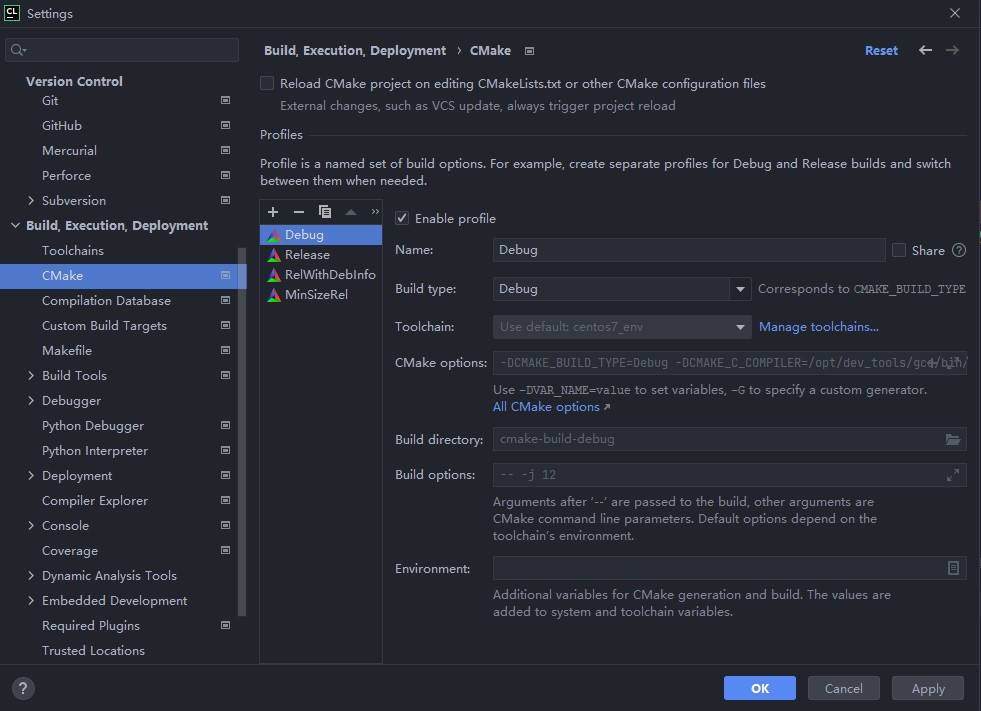 CL Settings
Version Control
Git
GitHub
Mercurial
Perforce
Subversion
Build, Execution, Deployment
Toolchains
CMake
Compilation Database
Custom Build Targets
Makefile
Build Tools
Debugger
Python Debugger
Python Interpreter
Deployment
Compiler Explorer
Console
Coverage
Dynamic Analysis Tools
Embedded Development
Required Plugins
Trusted Locations
Build, Execution, Deployment › CMake
Reset
Reload CMake project on editing CMakeLists.txt or other CMake configuration files
External changes, such as VCS update, always trigger project reload
Profiles
Profile is a named set of build options. For example, create separate profiles for Debug and Release builds and switch
between them when needed.
Debug
Release
RelWithDebInfo
MinSizeRel
Enable profile
Name: Debug Share
Build type: Debug Corresponds to CMAKE_BUILD_TYPE
Toolchain: Use default: centos7_env Manage toolchains...
CMake options: -DCMAKE_BUILD_TYPE=Debug -DCMAKE_C_COMPILER=/opt/dev_tools/gcc/bin/
Use -DVAR_NAME=value to set variables, -G to specify a custom generator.
All CMake options ↗
Build directory: cmake-build-debug
Build options: -- -j 12
Arguments after '--' are passed to the build, other arguments are
CMake command line parameters. Default options depend on the
toolchain's environment.
Environment:
Additional variables for CMake generation and build. The values are
added to system and toolchain variables.
?
OK Cancel Apply